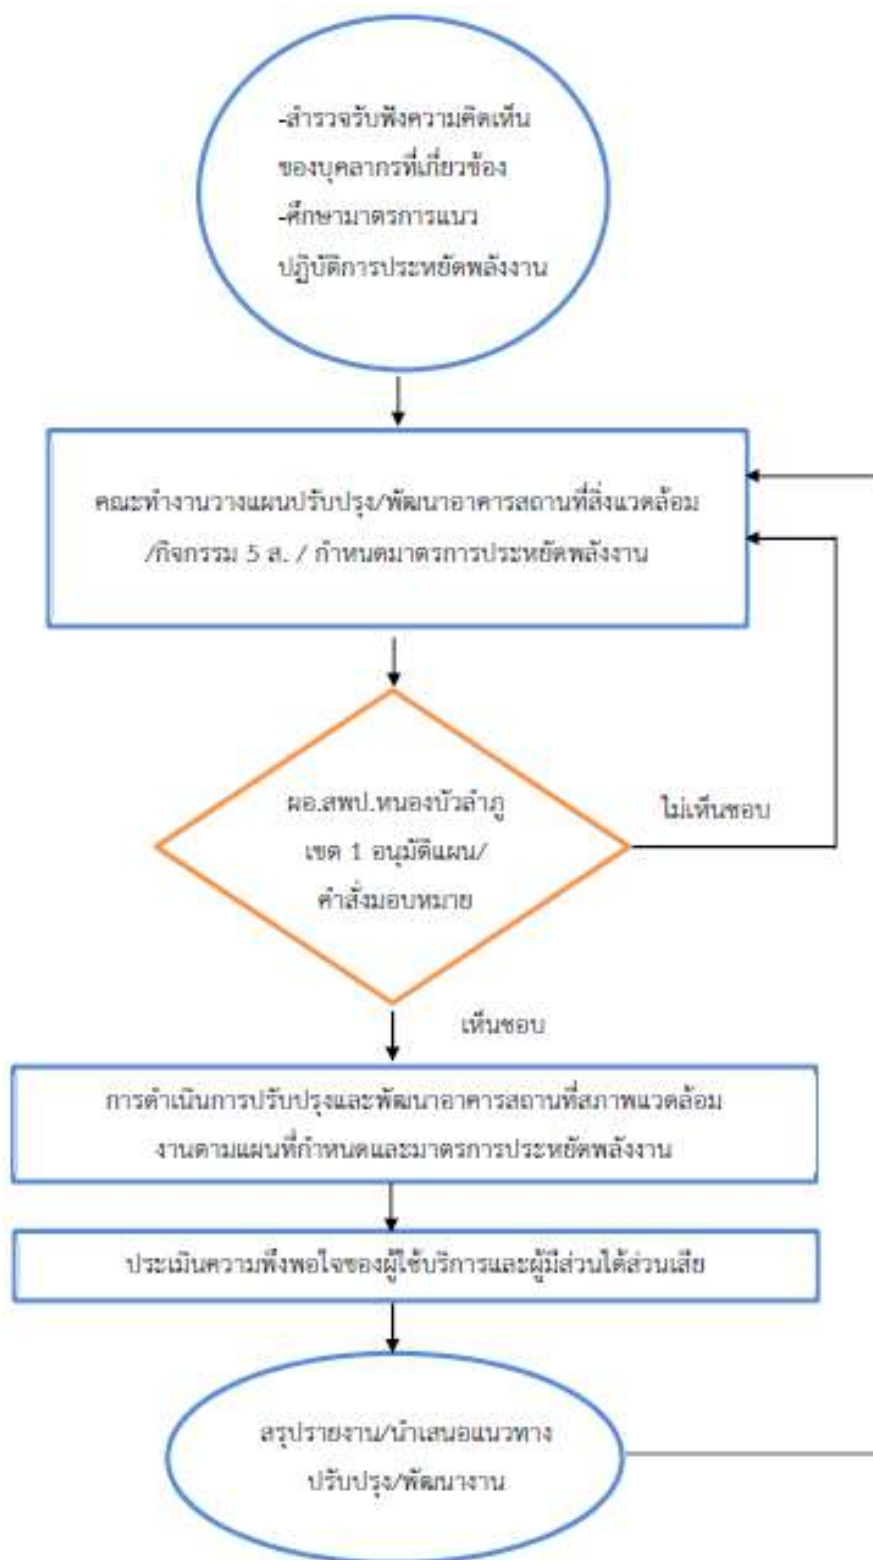 -สำรวจรับฟังความคิดเห็น
ของบุคลากรที่เกี่ยวข้อง
-ศึกษามาตรการแนว
ปฏิบัติการประหยัดพลังงาน
คณะทำงานวางแผนปรับปรุง/พัฒนาอาคารสถานที่สิ่งแวดล้อม
/กิจกรรม 5 ส. / กำหนดมาตรการประหยัดพลังงาน
ผอ.สพป.หนองบัวลำภู
เขต 1 อนุมัติแผน/
คำสั่งมอบหมาย
ไม่เห็นชอบ
เห็นชอบ
การดำเนินการปรับปรุงและพัฒนาอาคารสถานที่สภาพแวดล้อม
งานตามแผนที่กำหนดและมาตรการประหยัดพลังงาน
ประเมินความพึงพอใจของผู้ใช้บริการและผู้มีส่วนได้ส่วนเสีย
สรุปรายงาน/นำเสนอแนวทาง
ปรับปรุง/พัฒนางาน